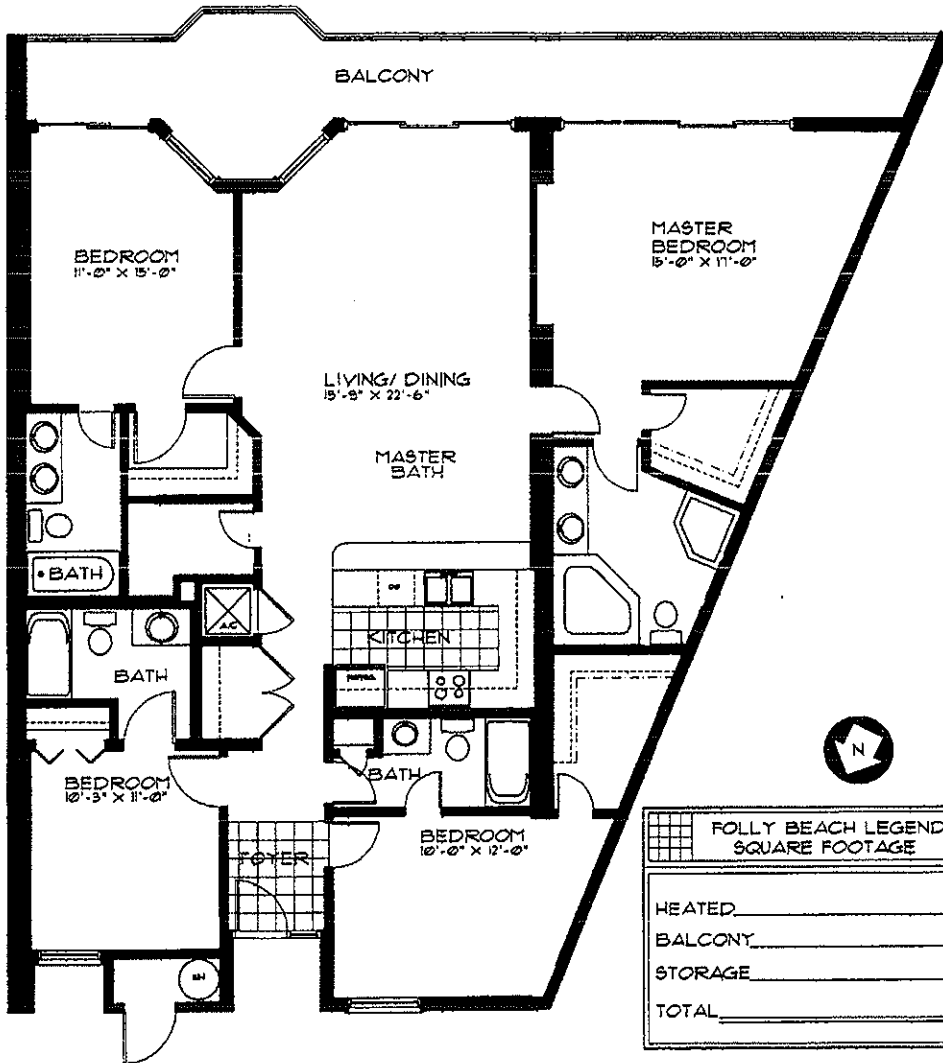 BALCONY
BEDROOM
11'-0" X 15'-0"
MASTER
BEDROOM
15'-0" X 17'-0"
LIVING/ DINING
15'-9" X 22'-6"
MASTER
BATH
BATH
A/C
KITCHEN
BATH
BATH
BEDROOM
10'-3" X 11'-0"
BEDROOM
10'-0" X 12'-0"
FOYER
N
FOLLY BEACH LEGEND
SQUARE FOOTAGE
HEATED
BALCONY
STORAGE
TOTAL